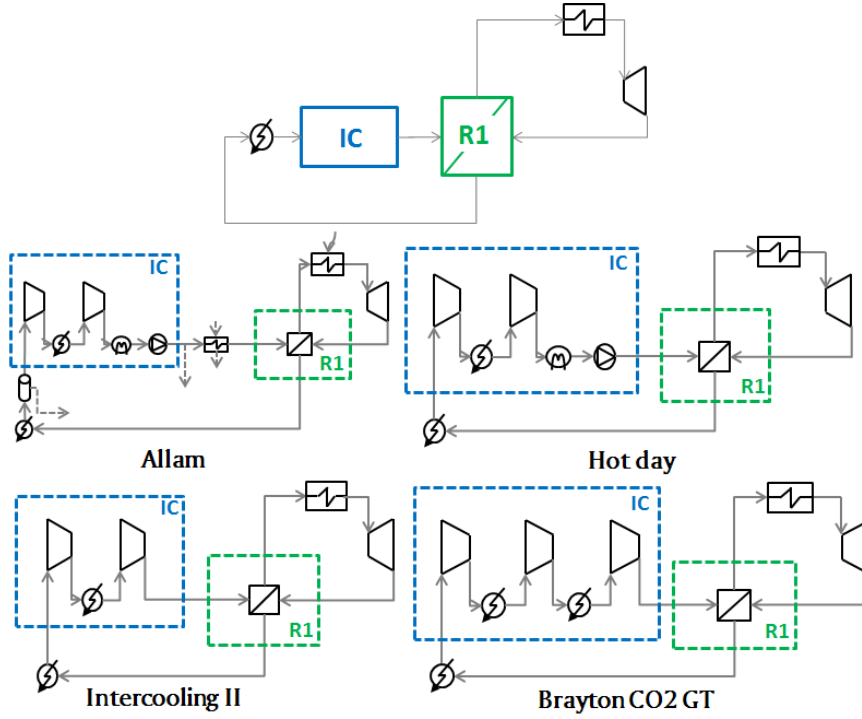 IC
R1
IC
R1
Allam
IC
R1
Hot day
IC
R1
Intercooling II
IC
R1
Brayton CO2 GT